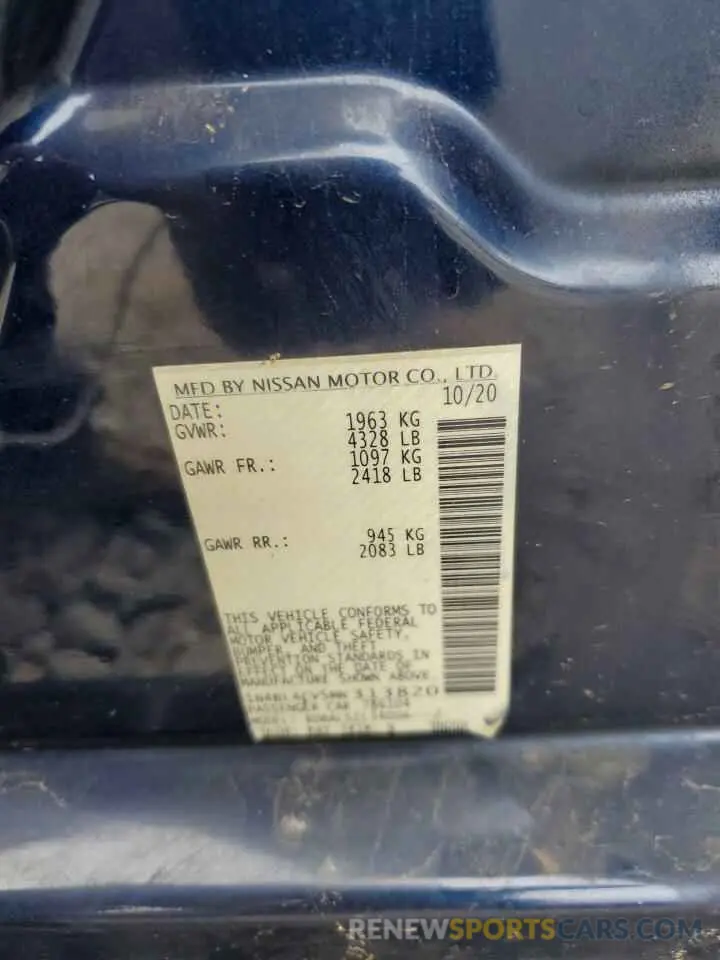 MFD BY NISSAN MOTOR CO., LTD.
DATE: 10/20
GVWR: 1963 KG
4328 LB
GAWR FR.: 1097 KG
2418 LB
GAWR RR.: 945 KG
2083 LB
THIS VEHICLE CONFORMS TO
ALL APPLICABLE FEDERAL
MOTOR VEHICLE SAFETY,
BUMPER, AND THEFT
PREVENTION STANDARDS IN
EFFECT ON THE DATE OF
MANUFACTURE SHOWN ABOVE
313820
PASSENGER CAR
MODEL:
RENEWSPORTSCARS.COM